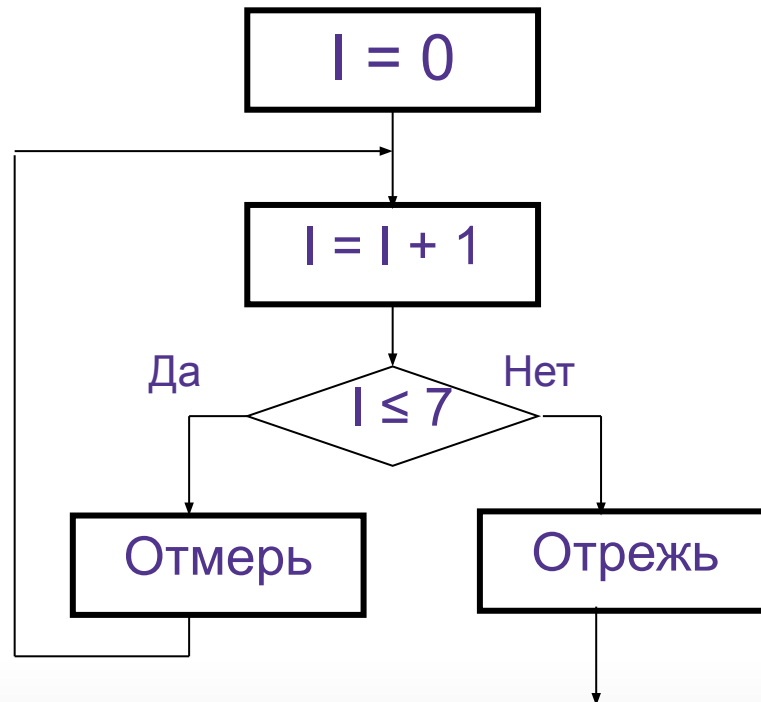 I = 0
I = I + 1
Да
Нет
I ≤ 7
Отмерь
Отрежь